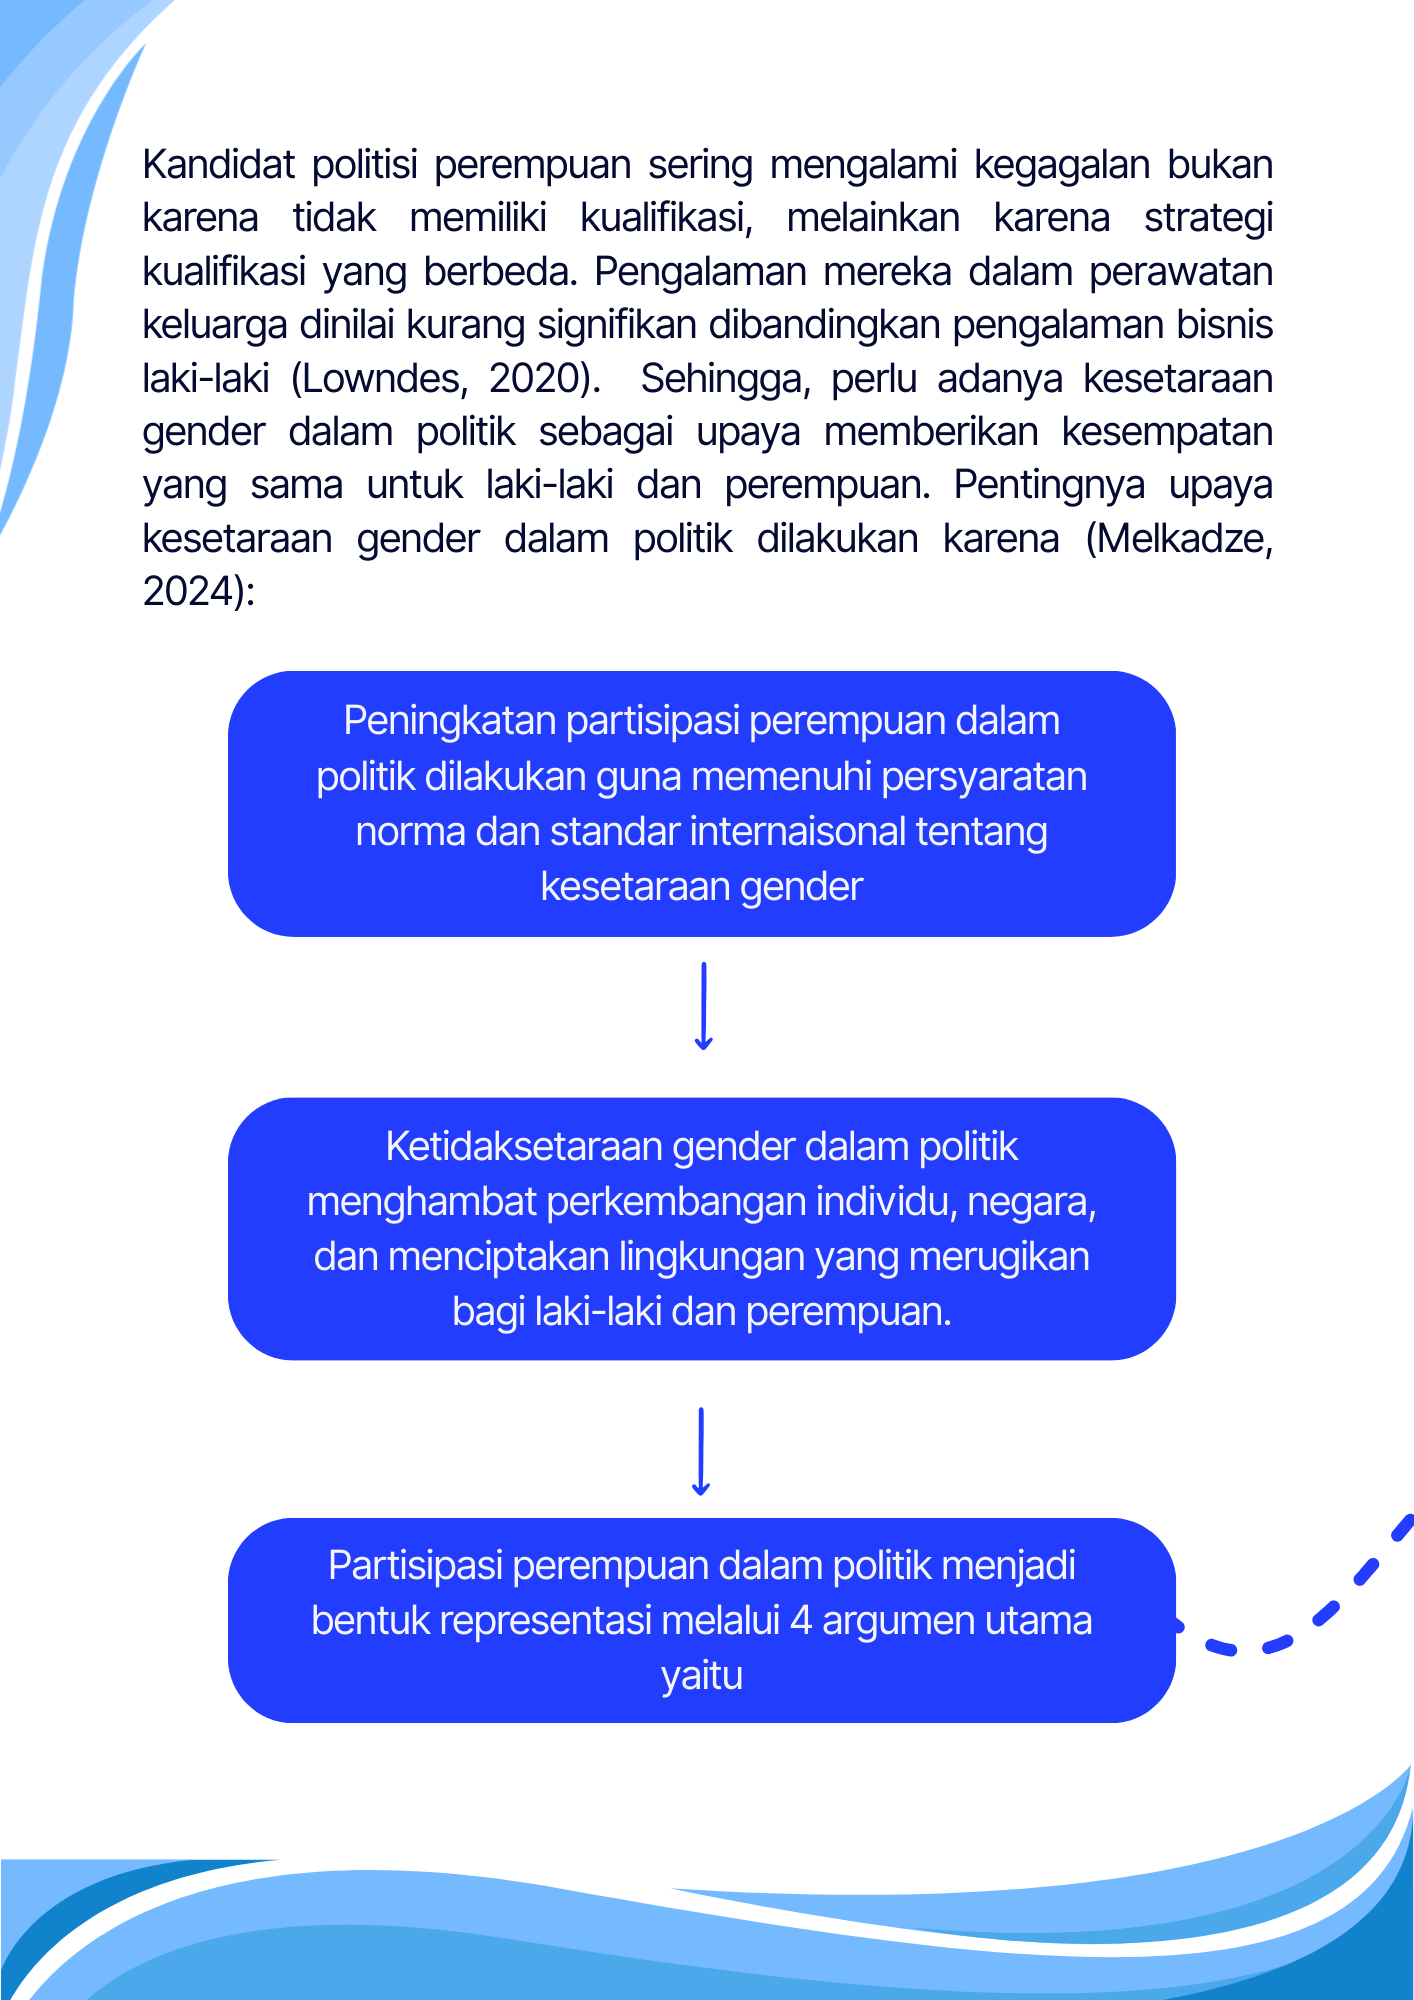 Kandidat politisi perempuan sering mengalami kegagalan bukan
karena tidak memiliki kualifikasi, melainkan karena strategi
kualifikasi yang berbeda. Pengalaman mereka dalam perawatan
keluarga dinilai kurang signifikan dibandingkan pengalaman bisnis
laki-laki (Lowndes, 2020).  Sehingga, perlu adanya kesetaraan
gender dalam politik sebagai upaya memberikan kesempatan
yang sama untuk laki-laki dan perempuan. Pentingnya upaya
kesetaraan gender dalam politik dilakukan karena (Melkadze,
2024):
Peningkatan partisipasi perempuan dalam
politik dilakukan guna memenuhi persyaratan
norma dan standar internaisonal tentang
kesetaraan gender
Ketidaksetaraan gender dalam politik
menghambat perkembangan individu, negara,
dan menciptakan lingkungan yang merugikan
bagi laki-laki dan perempuan.
Partisipasi perempuan dalam politik menjadi
bentuk representasi melalui 4 argumen utama
yaitu